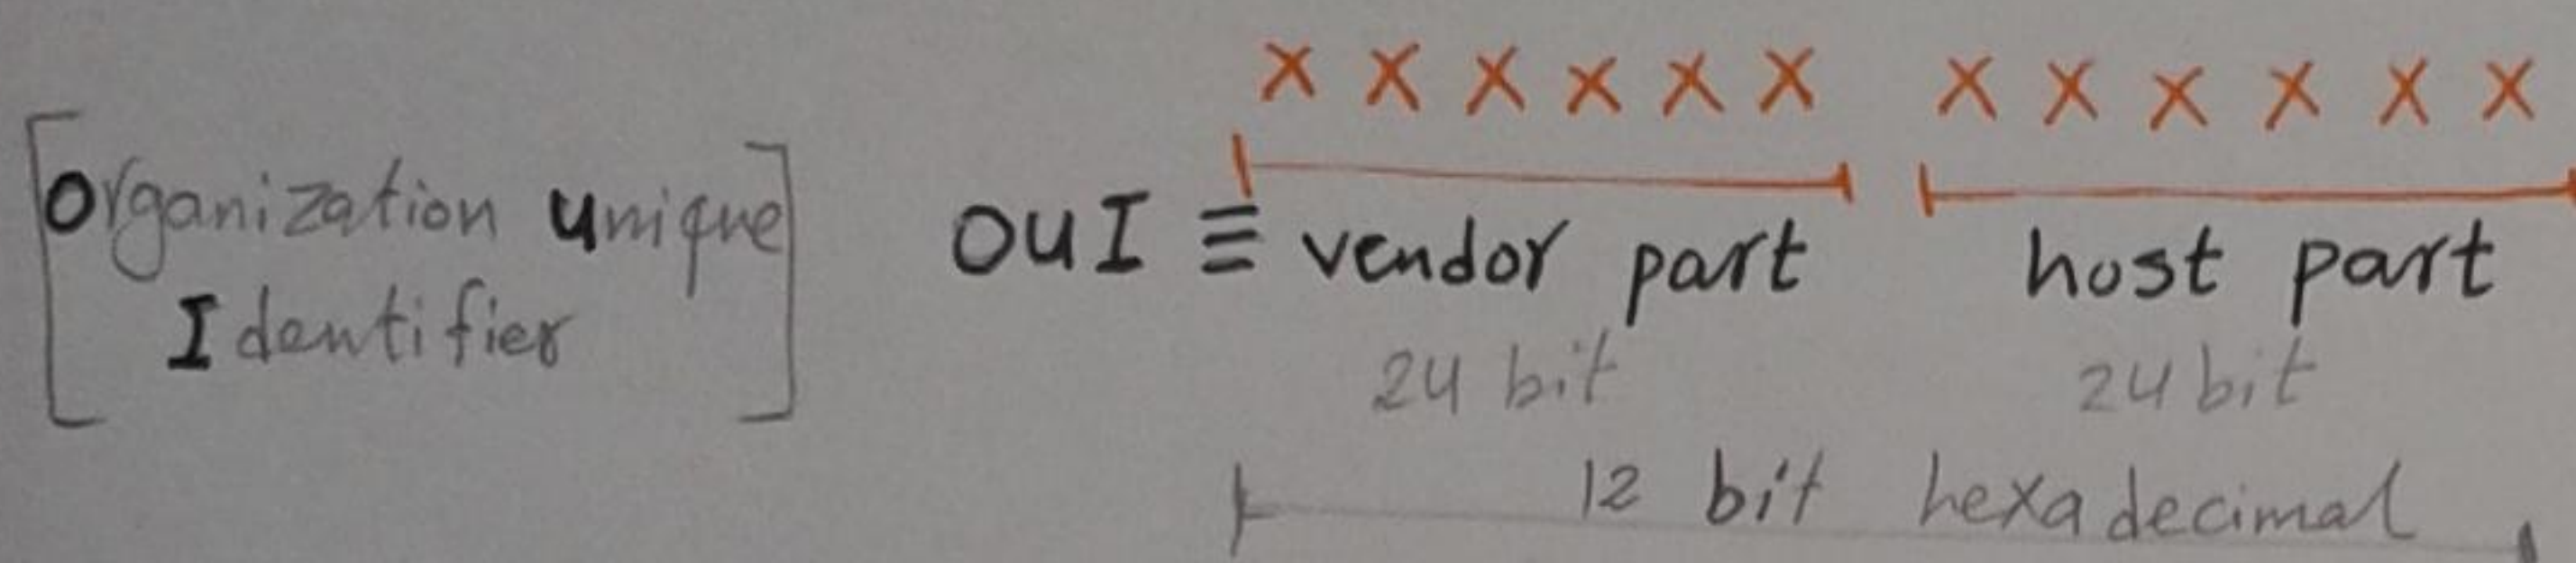 X X X X X X X X X X X X
Organization Unique
Identifier
OUI ≡ vendor part host part
24 bit 24 bit
12 bit hexadecimal